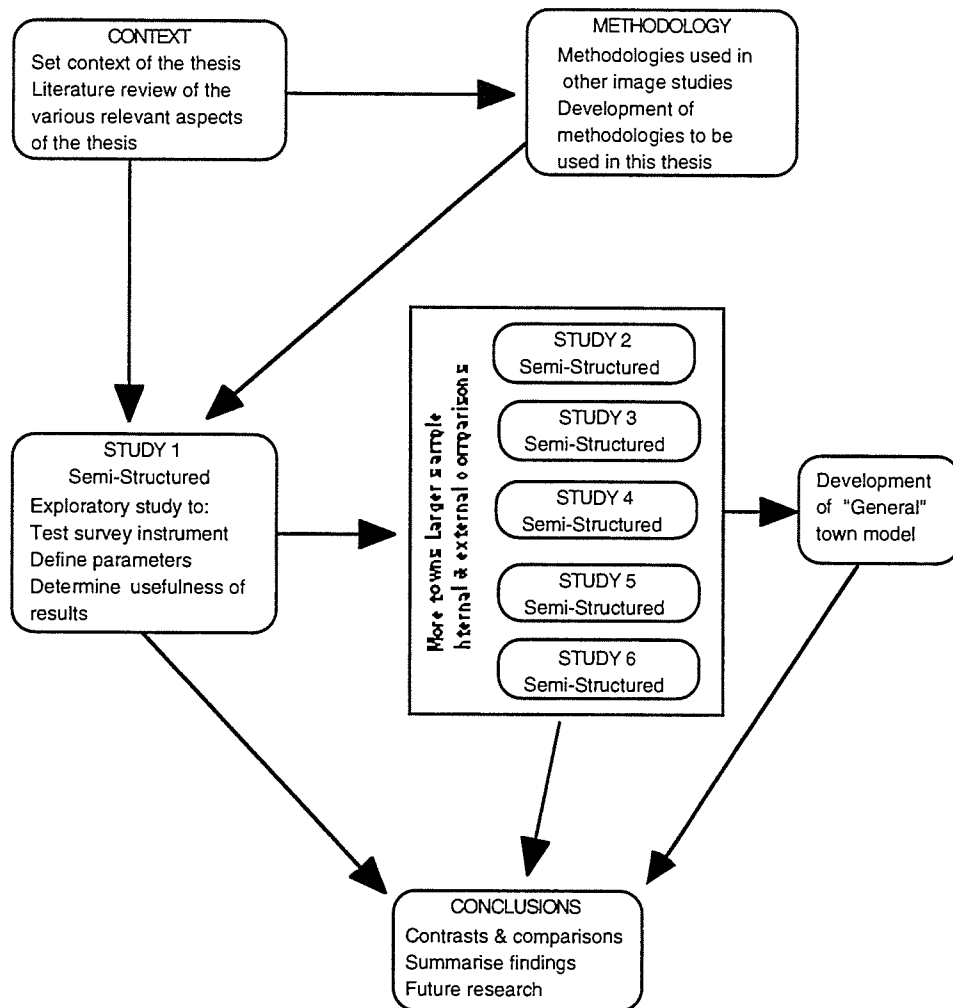 CONTEXT
Set context of the thesis
Literature review of the
various relevant aspects
of the thesis
METHODOLOGY
Methodologies used in
other image studies
Development of
methodologies to be
used in this thesis
STUDY 1
Semi-Structured
Exploratory study to:
Test survey instrument
Define parameters
Determine usefulness of
results
More towns Larger sample
nternal & external comparisons
STUDY 2
Semi-Structured
STUDY 3
Semi-Structured
STUDY 4
Semi-Structured
STUDY 5
Semi-Structured
STUDY 6
Semi-Structured
Development
of "General"
town model
CONCLUSIONS
Contrasts & comparisons
Summarise findings
Future research